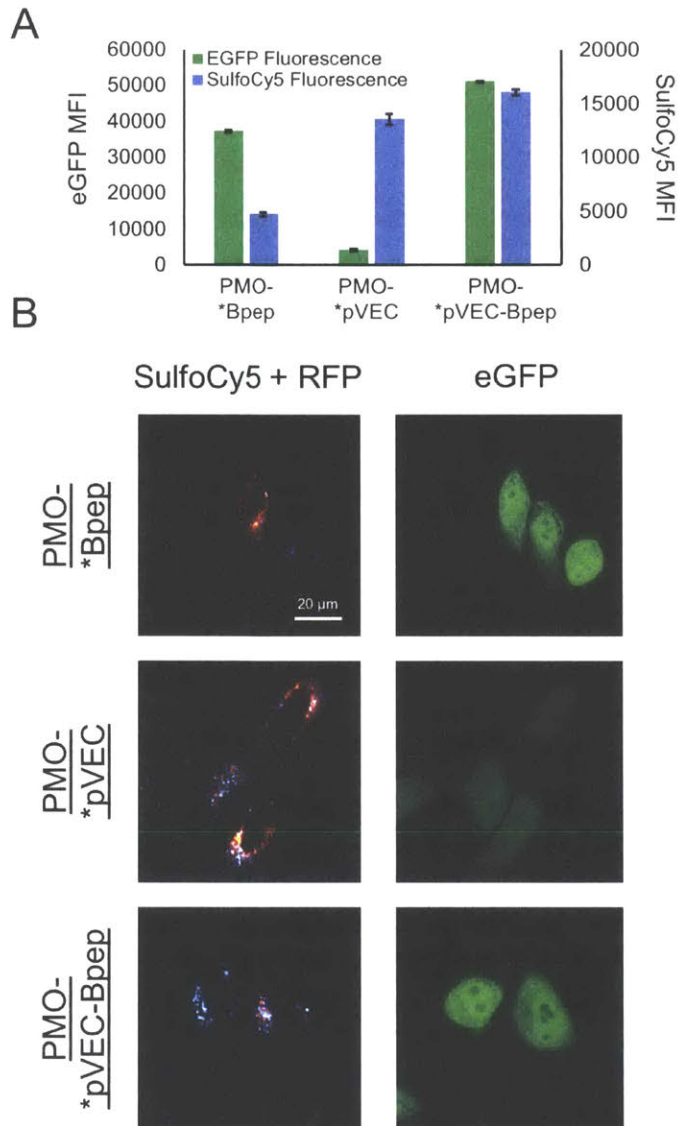 A
60000
50000
40000
30000
20000
10000
0
eGFP MFI
EGFP Fluorescence
SulfoCy5 Fluorescence
20000
15000
10000
5000
0
SulfoCy5 MFI
PMO-
*Bpep
PMO-
*pVEC
PMO-
*pVEC-Bpep
B
SulfoCy5 + RFP
eGFP
PMO-
*Bpep
20 µm
PMO-
*pVEC
PMO-
*pVEC-Bpep